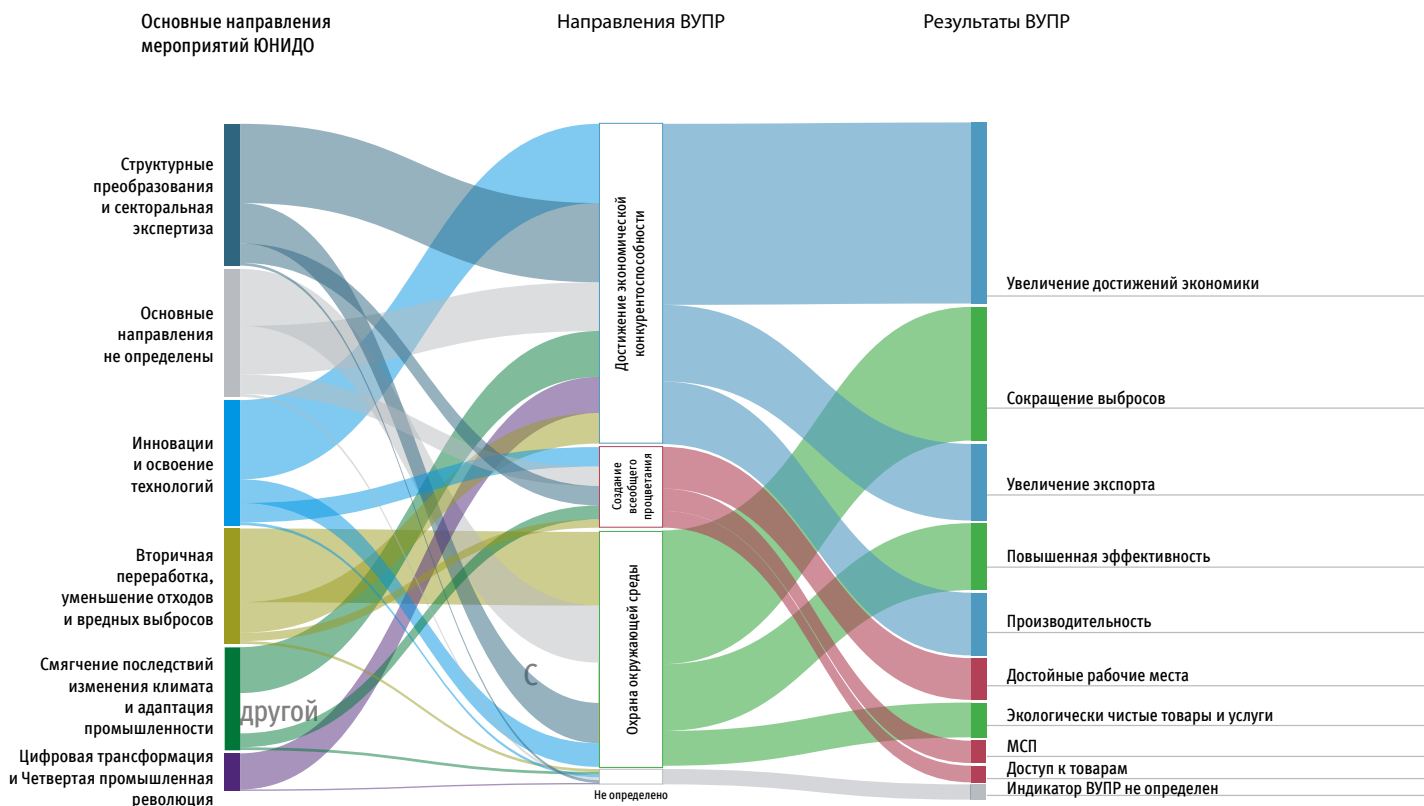 Основные направления
мероприятий ЮНИДО
Направления ВУПР
Результаты ВУПР
Структурные
преобразования
и секторальная
экспертиза
Основные
направления
не определены
Инновации
и освоение
технологий
Вторичная
переработка,
уменьшение отходов
и вредных выбросов
Смягчение последствий
изменения климата
и адаптация
промышленности
другой
Цифровая трансформация
и Четвертая промышленная
революция
С
Достижение экономической
конкурентоспособности
Создание
всеобщего
процветания
Охрана окружающей среды
Не определено
Увеличение достижений экономики
Сокращение выбросов
Увеличение экспорта
Повышенная эффективность
Производительность
Достойные рабочие места
Экологически чистые товары и услуги
МСП
Доступ к товарам
Индикатор ВУПР не определен